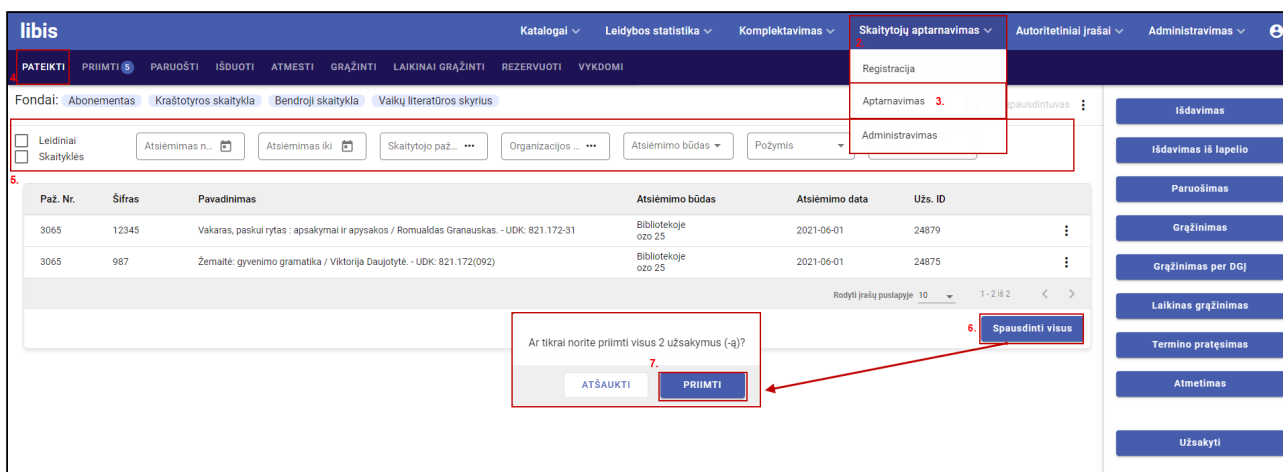 libis
Katalogai
Leidybos statistika
Komplektavimas
Skaitytojų aptarnavimas
Autoritetiniai įrašai
Administravimas
2.
4.
PATEIKTI
PRIIMTI 5
PARUOŠTI
IŠDUOTI
ATMESTI
GRĄŽINTI
LAIKINAI GRĄŽINTI
REZERVUOTI
VYKDOMI
Registracija
Aptarnavimas 3.
Administravimas
Fondai: Abonementas Kraštotyros skaitykla Bendroji skaitykla Vaikų literatūros skyrius
epausdintuvas
Leidiniai
Skaityklės
Atsiėmimas n...
Atsiėmimas iki
Skaitytojo paž... •••
Organizacijos ... •••
Atsiėmimo būdas
Požymis
5.
Paž. Nr. Šifras Pavadinimas Atsiėmimo būdas Atsiėmimo data Užs. ID
3065 12345 Vakaras, paskui rytas : apsakymai ir apysakos / Romualdas Granauskas. - UDK: 821.172-31 Bibliotekoje 2021-06-01 24879
ozo 25
3065 987 Žemaitė: gyvenimo gramatika / Viktorija Daujotytė. - UDK: 821.172(092) Bibliotekoje 2021-06-01 24875
ozo 25
Rodyti įrašų puslapyje 10 1 - 2 iš 2
6. Spausdinti visus
Ar tikrai norite priimti visus 2 užsakymus (-ą)?
7.
ATŠAUKTI
PRIIMTI
Išdavimas
Išdavimas iš lapelio
Paruošimas
Grąžinimas
Grąžinimas per DGĮ
Laikinas grąžinimas
Termino pratęsimas
Atmetimas
Užsakyti